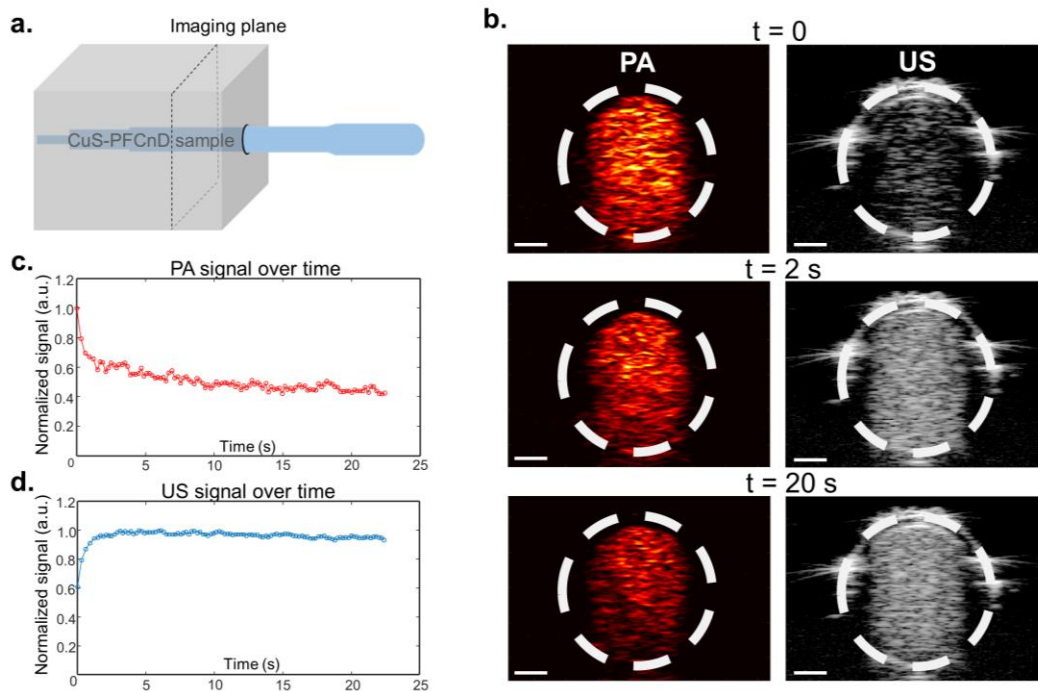 a.
Imaging plane
CuS-PFCnD sample
b.
t = 0
PA
US
t = 2 s
t = 20 s
c.
PA signal over time
Normalized signal (a.u.)
1.2
1.0
0.8
0.6
0.4
0.2
0
5
10
15
20
25
Time (s)
d.
US signal over time
Normalized signal (a.u.)
1.2
1.0
0.8
0.6
0.4
0.2
0
5
10
15
20
25
Time (s)